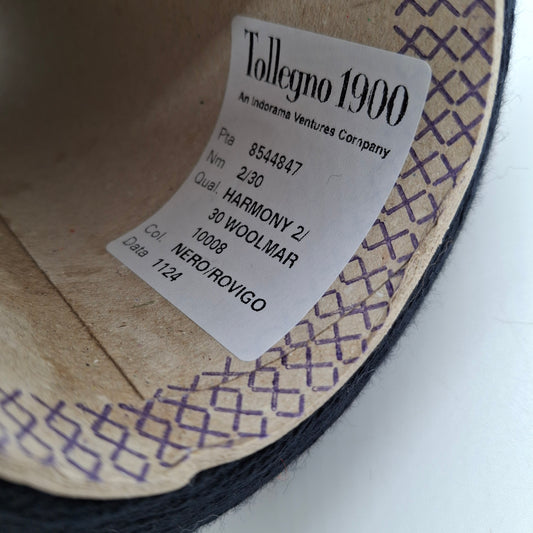 Tollegno 1900
An Indorama Ventures Company
Pta 8544847
Nm 2/30
Qual. HARMONY 2/
30 WOOLMAR
Col. 10008
NERO/ROVIGO
Data 1124